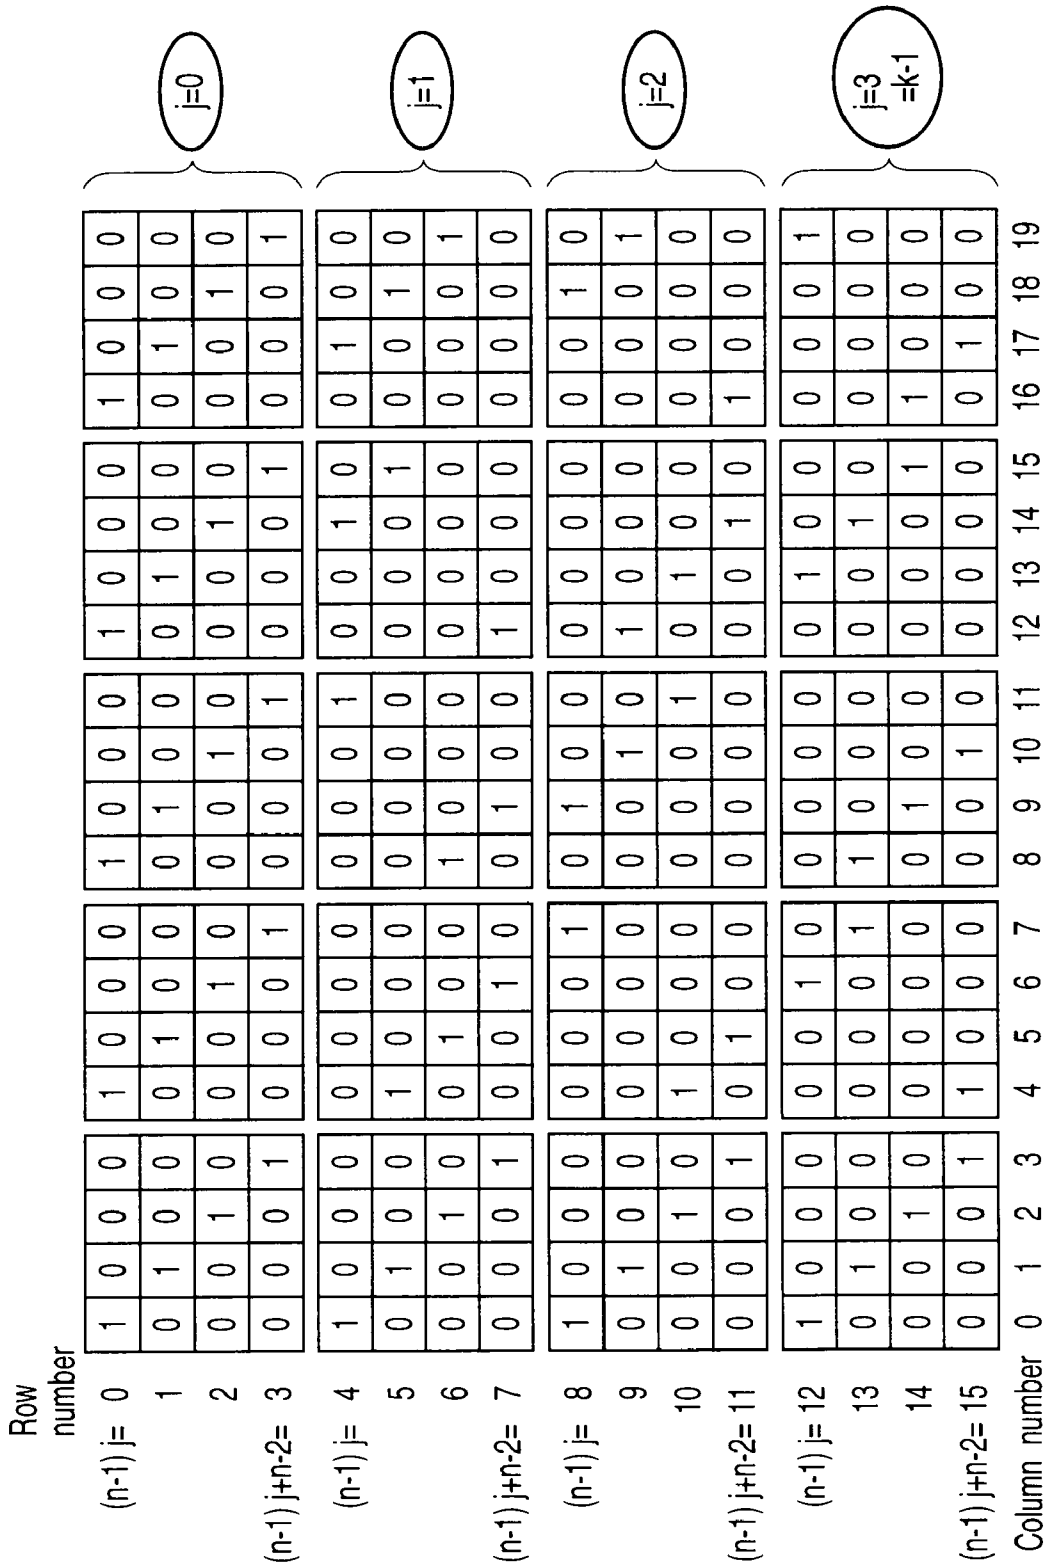 Row
number
(n-1) j= 0 1 0 0 0 1 0 0 0 1 0 0 0 1 0 0 0 1 0 0 0
1 0 1 0 0 0 1 0 0 0 1 0 0 0 1 0 0 0 1 0 0
2 0 0 1 0 0 0 1 0 0 0 1 0 0 0 1 0 0 0 1 0
(n-1) j+n-2= 3 0 0 0 1 0 0 0 1 0 0 0 1 0 0 0 1 0 0 0 1
j=0
(n-1) j= 4 1 0 0 0 0 0 0 0 0 0 0 1 0 0 1 0 0 1 0 0
5 0 1 0 0 1 0 0 0 0 0 0 0 0 0 0 1 0 0 1 0
6 0 0 1 0 0 1 0 0 1 0 0 0 0 0 0 0 0 0 0 1
(n-1) j+n-2= 7 0 0 0 1 0 0 1 0 0 1 0 0 1 0 0 0 0 0 0 0
j=1
(n-1) j= 8 1 0 0 0 0 0 0 1 0 1 0 0 0 0 0 0 0 0 1 0
9 0 1 0 0 0 0 0 0 0 0 1 0 1 0 0 0 0 0 0 1
10 0 0 1 0 1 0 0 0 0 0 0 1 0 1 0 0 0 0 0 0
(n-1) j+n-2= 11 0 0 0 1 0 1 0 0 0 0 0 0 0 0 1 0 1 0 0 0
j=2
(n-1) j= 12 1 0 0 0 0 0 1 0 0 0 0 0 0 1 0 0 0 0 0 1
13 0 1 0 0 0 0 0 1 1 0 0 0 0 0 1 0 0 0 0 0
14 0 0 1 0 0 0 0 0 0 1 0 0 0 0 0 1 1 0 0 0
(n-1) j+n-2= 15 0 0 0 1 1 0 0 0 0 0 1 0 0 0 0 0 0 1 0 0
j=3
=k-1
Column number 0 1 2 3 4 5 6 7 8 9 10 11 12 13 14 15 16 17 18 19